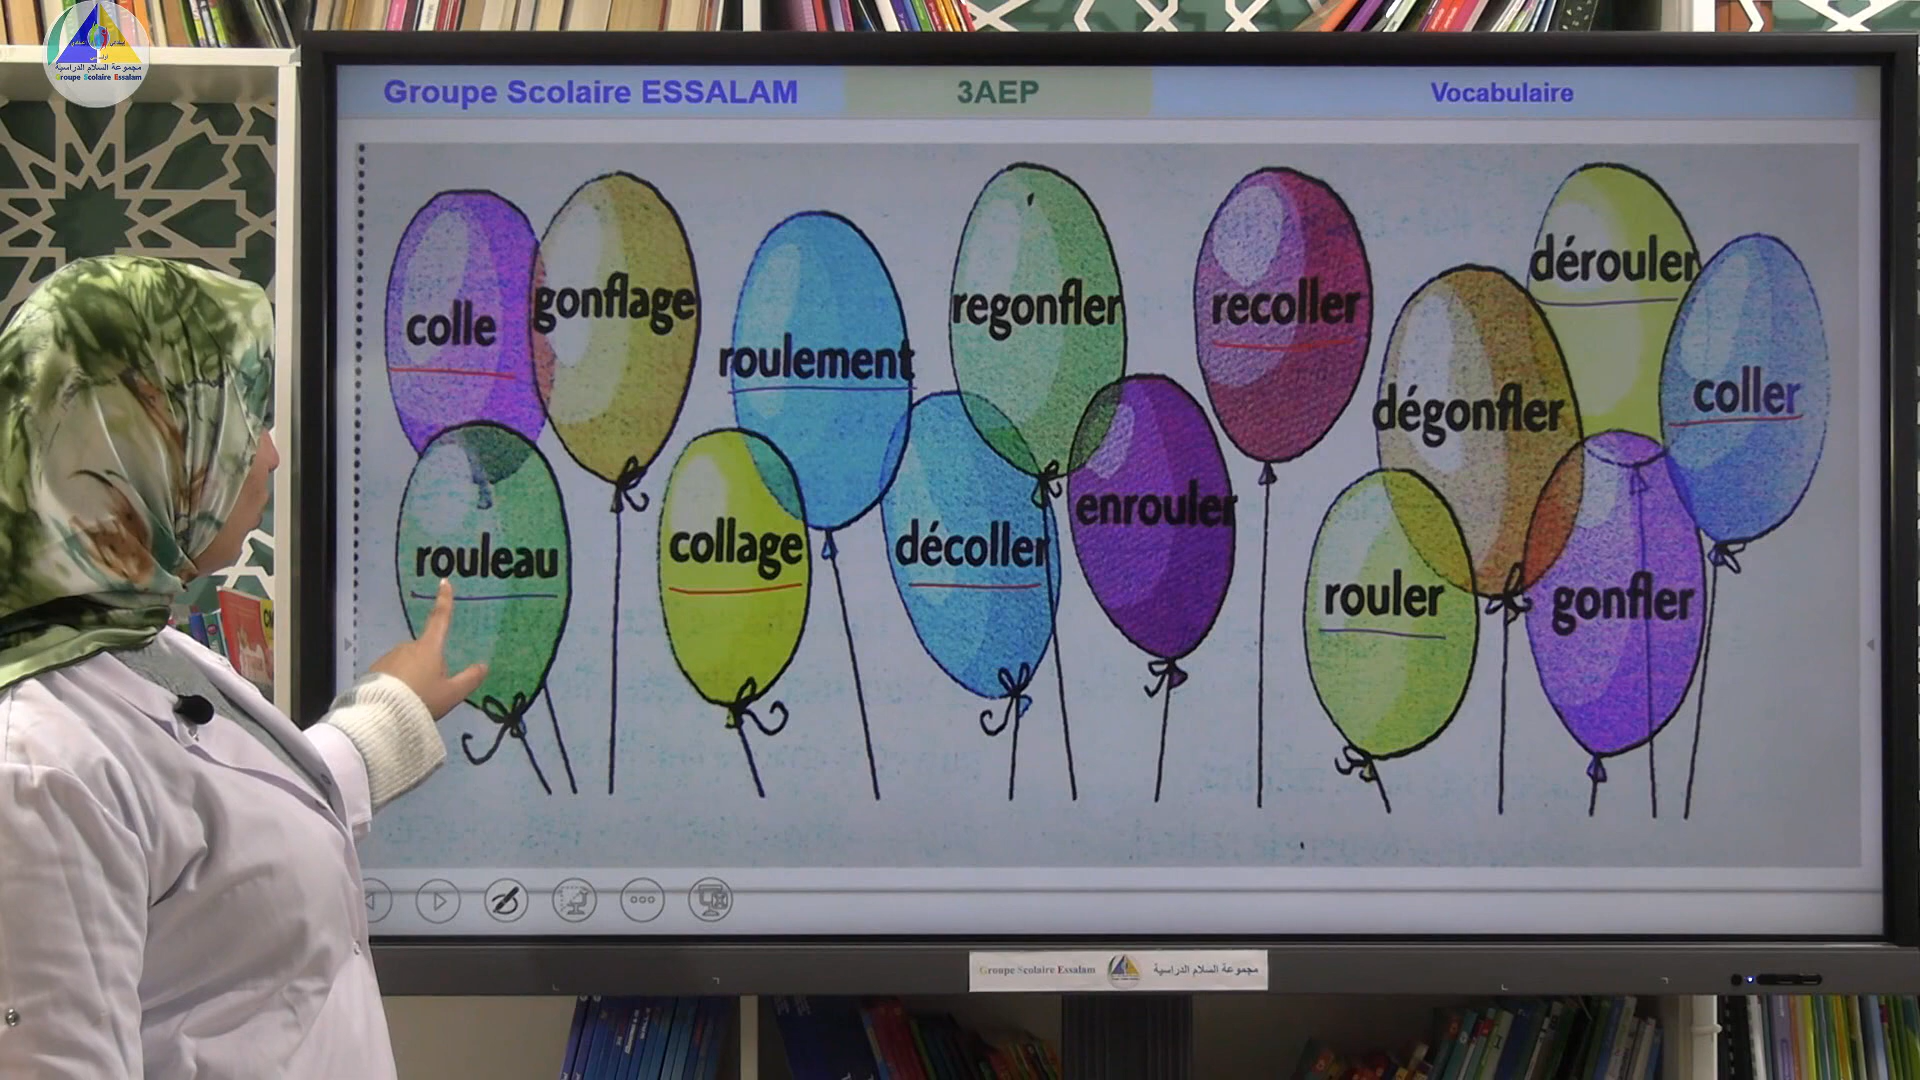 مجموعة السلام الدراسية
Groupe Scolaire Essalam
Groupe Scolaire ESSALAM
3AEP
Vocabulaire
colle
gonflage
roulement
regonfler
recoller
dégonfler
dérouler
coller
rouleau
collage
décoller
enrouler
rouler
gonfler
Groupe Scolaire Essalam
مجموعة السلام الدراسية